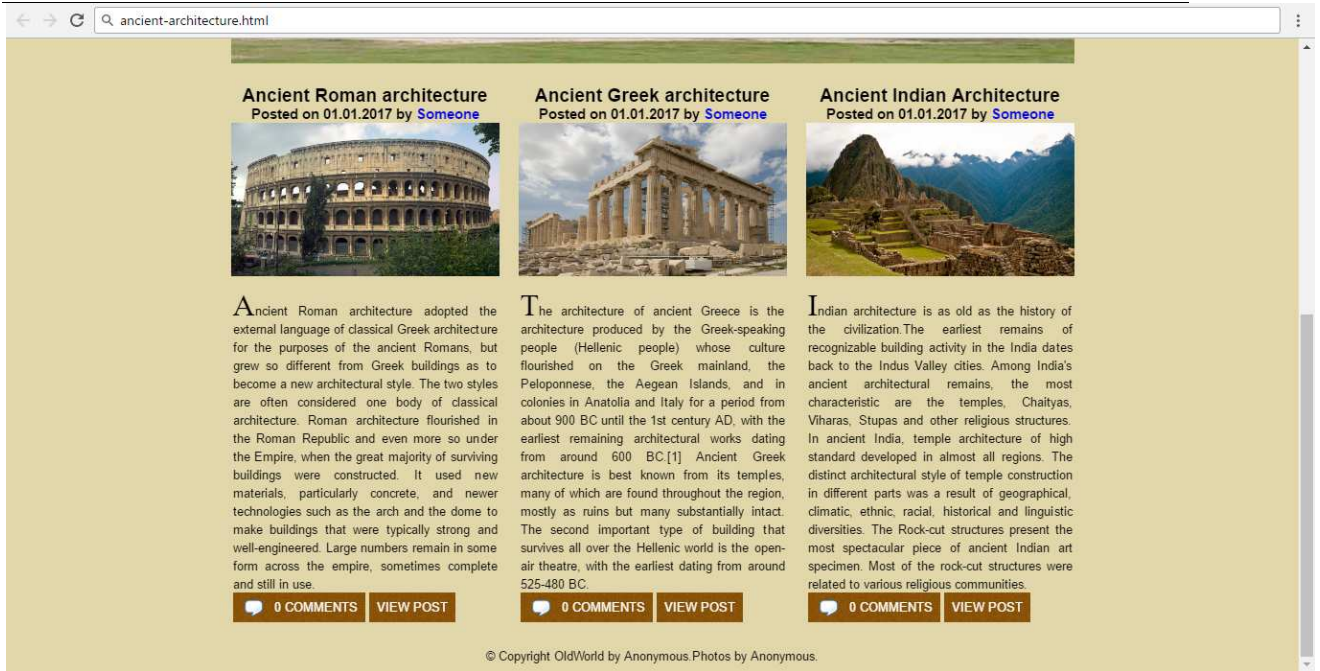 ancient-architecture.html
Ancient Roman architecture
Posted on 01.01.2017 by Someone
Ancient Roman architecture adopted the
external language of classical Greek architecture
for the purposes of the ancient Romans, but
grew so different from Greek buildings as to
become a new architectural style. The two styles
are often considered one body of classical
architecture. Roman architecture flourished in
the Roman Republic and even more so under
the Empire, when the great majority of surviving
buildings were constructed. It used new
materials, particularly concrete, and newer
technologies such as the arch and the dome to
make buildings that were typically strong and
well-engineered. Large numbers remain in some
form across the empire, sometimes complete
and still in use.
0 COMMENTS VIEW POST
Ancient Greek architecture
Posted on 01.01.2017 by Someone
The architecture of ancient Greece is the
architecture produced by the Greek-speaking
people (Hellenic people) whose culture
flourished on the Greek mainland, the
Peloponnese, the Aegean Islands, and in
colonies in Anatolia and Italy for a period from
about 900 BC until the 1st century AD, with the
earliest remaining architectural works dating
from around 600 BC.[1] Ancient Greek
architecture is best known from its temples,
many of which are found throughout the region,
mostly as ruins but many substantially intact.
The second important type of building that
survives all over the Hellenic world is the open-
air theatre, with the earliest dating from around
525-480 BC.
0 COMMENTS VIEW POST
Ancient Indian Architecture
Posted on 01.01.2017 by Someone
Indian architecture is as old as the history of
the civilization.The earliest remains of
recognizable building activity in the India dates
back to the Indus Valley cities. Among India's
ancient architectural remains, the most
characteristic are the temples, Chaityas,
Viharas, Stupas and other religious structures.
In ancient India, temple architecture of high
standard developed in almost all regions. The
distinct architectural style of temple construction
in different parts was a result of geographical,
climatic, ethnic, racial, historical and linguistic
diversities. The Rock-cut structures present the
most spectacular piece of ancient Indian art
specimen. Most of the rock-cut structures were
related to various religious communities.
0 COMMENTS VIEW POST
© Copyright OldWorld by Anonymous.Photos by Anonymous.